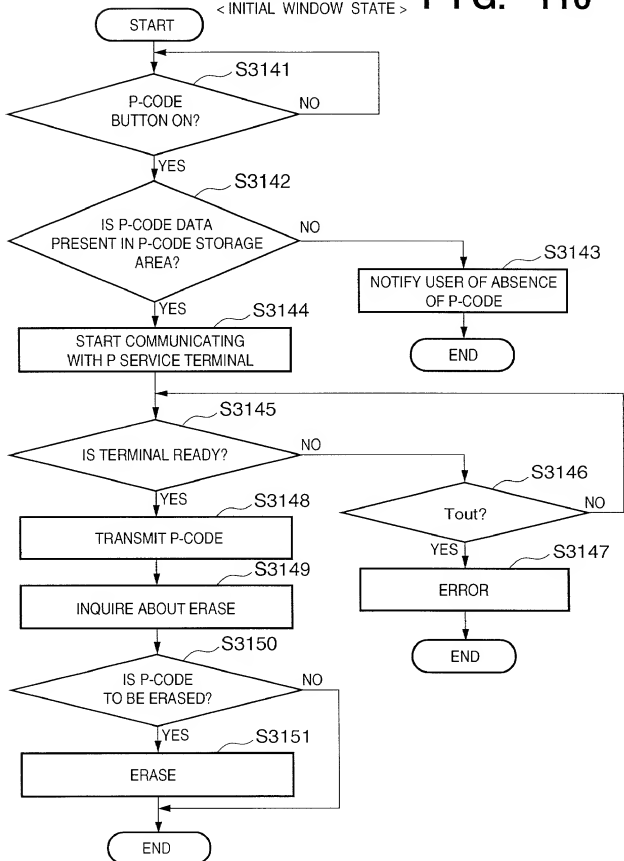 < INITIAL WINDOW STATE >
START
S3141
P-CODE
BUTTON ON?
NO
YES
S3142
IS P-CODE DATA
PRESENT IN P-CODE STORAGE
AREA?
NO
S3143
NOTIFY USER OF ABSENCE
OF P-CODE
END
YES
S3144
START COMMUNICATING
WITH P SERVICE TERMINAL
S3145
IS TERMINAL READY?
NO
S3146
Tout?
NO
YES
S3147
ERROR
END
YES
S3148
TRANSMIT P-CODE
S3149
INQUIRE ABOUT ERASE
S3150
IS P-CODE
TO BE ERASED?
NO
YES
S3151
ERASE
END